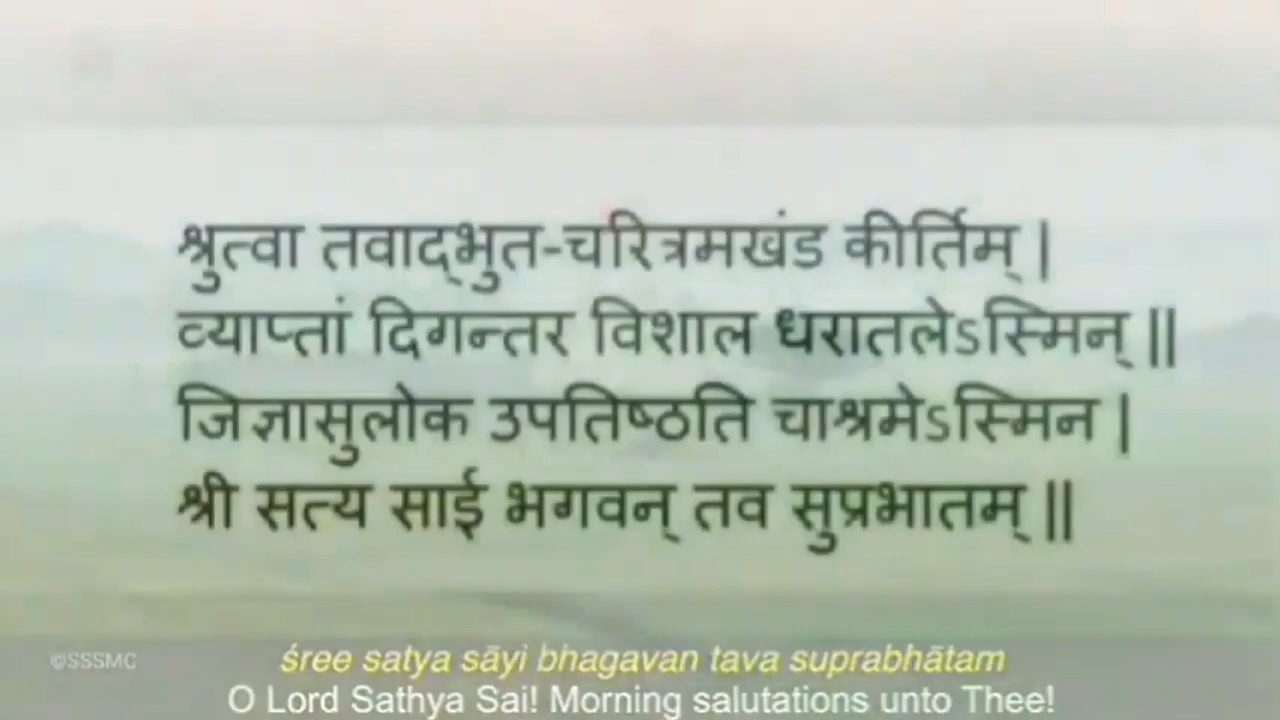 श्रुत्वा तवाद्‌भुत-चरित्रमखंड कीर्तिम् |
व्याप्तां दिगन्तर विशाल धरातलेऽस्मिन् ||
जिज्ञासुलोक उपतिष्ठति चाश्रमेऽस्मिन |
श्री सत्य साई भगवन् तव सुप्रभातम् ||
©SSSMC
śree satya sāyi bhagavan tava suprabhātam
O Lord Sathya Sai! Morning salutations unto Thee!